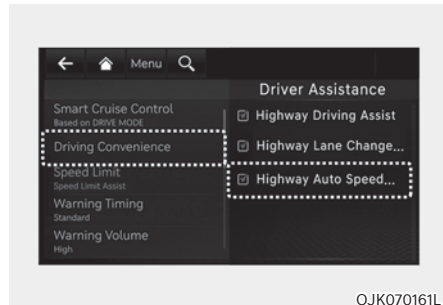 Menu
Driver Assistance
Smart Cruise Control
Based on DRIVE MODE
Driving Convenience
Speed Limit
Speed Limit Assist
Warning Timing
Standard
Warning Volume
High
Highway Driving Assist
Highway Lane Change...
Highway Auto Speed...
OJK070161L